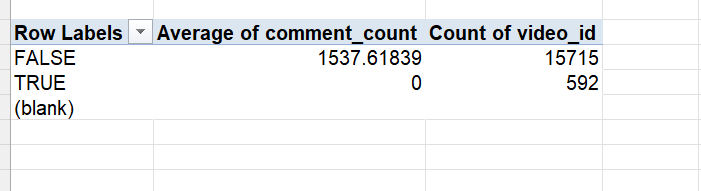 Row Labels Average of comment_count Count of video_id
FALSE 1537.61839 15715
TRUE 0 592
(blank)